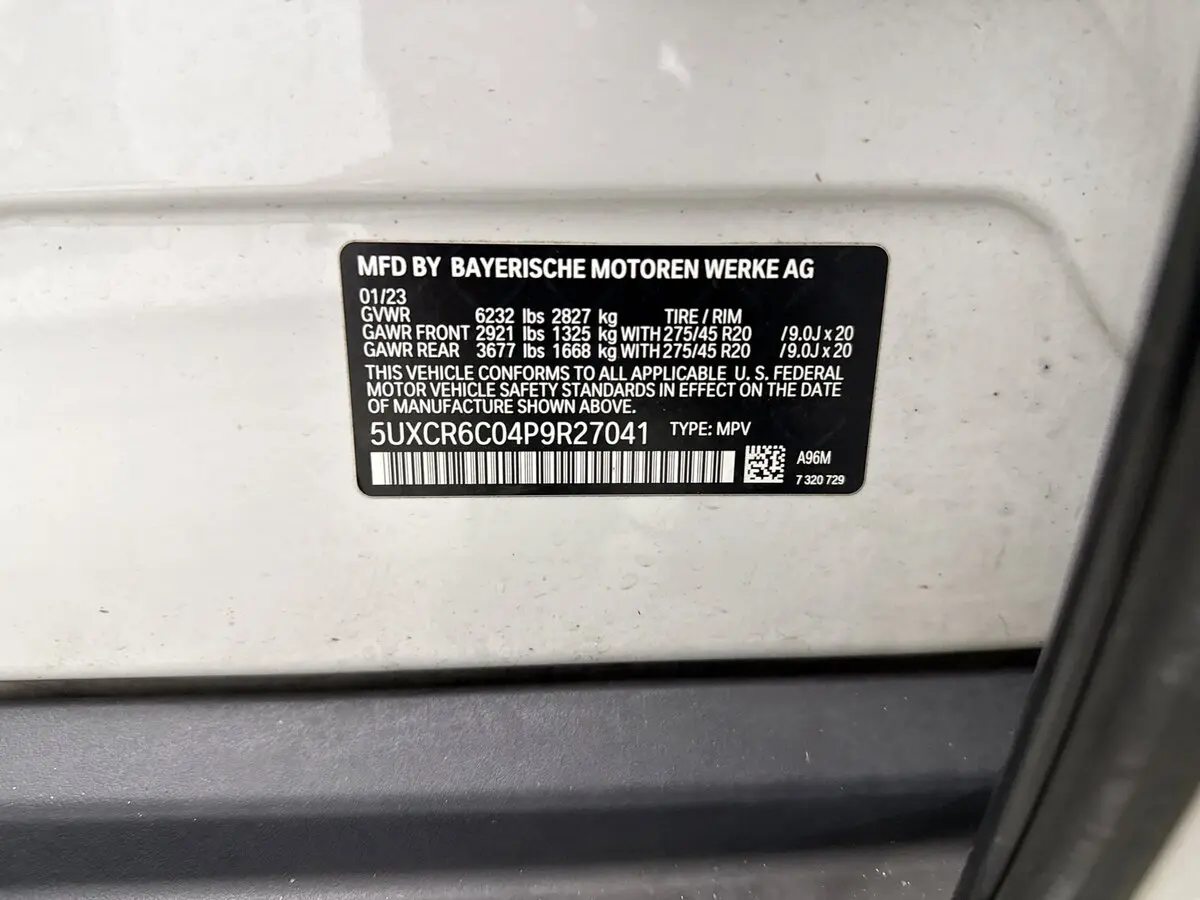 MFD BY BAYERISCHE MOTOREN WERKE AG
01/23
GVWR 6232 lbs 2827 kg TIRE / RIM
GAWR FRONT 2921 lbs 1325 kg WITH 275/45 R20 / 9.0J x 20
GAWR REAR 3677 lbs 1668 kg WITH 275/45 R20 / 9.0J x 20
THIS VEHICLE CONFORMS TO ALL APPLICABLE U. S. FEDERAL
MOTOR VEHICLE SAFETY STANDARDS IN EFFECT ON THE DATE
OF MANUFACTURE SHOWN ABOVE.
5UXCR6C04P9R27041 TYPE: MPV
A96M
7 320 729